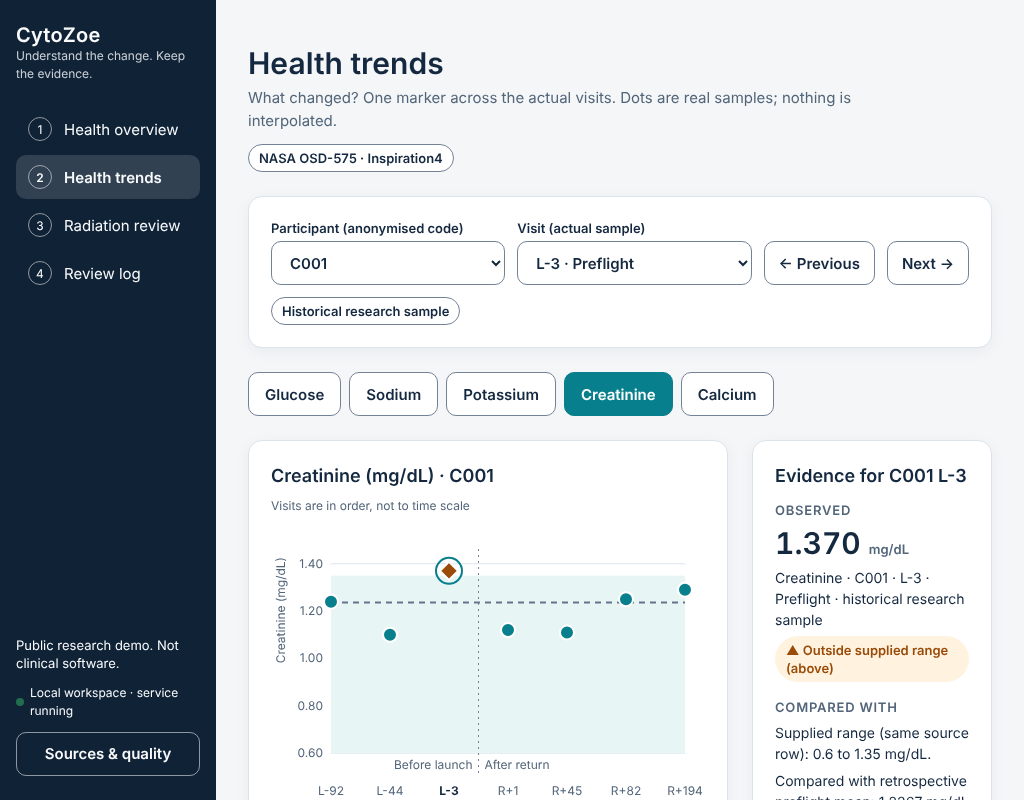 CytoZoe
Understand the change. Keep
the evidence.
1 Health overview
2 Health trends
3 Radiation review
4 Review log
Public research demo. Not
clinical software.
Local workspace · service
running
Sources & quality
Health trends
What changed? One marker across the actual visits. Dots are real samples; nothing is
interpolated.
NASA OSD-575 · Inspiration4
Participant (anonymised code)
C001
Visit (actual sample)
L-3 · Preflight
← Previous
Next →
Historical research sample
Glucose
Sodium
Potassium
Creatinine
Calcium
Creatinine (mg/dL) · C001
Visits are in order, not to time scale
Creatinine (mg/dL)
1.40
1.20
1.00
0.80
0.60
Before launch
After return
L-92
L-44
L-3
R+1
R+45
R+82
R+194
Evidence for C001 L-3
OBSERVED
1.370 mg/dL
Creatinine · C001 · L-3 ·
Preflight · historical research
sample
▲ Outside supplied range
(above)
COMPARED WITH
Supplied range (same source
row): 0.6 to 1.35 mg/dL.
Compared with retrospective